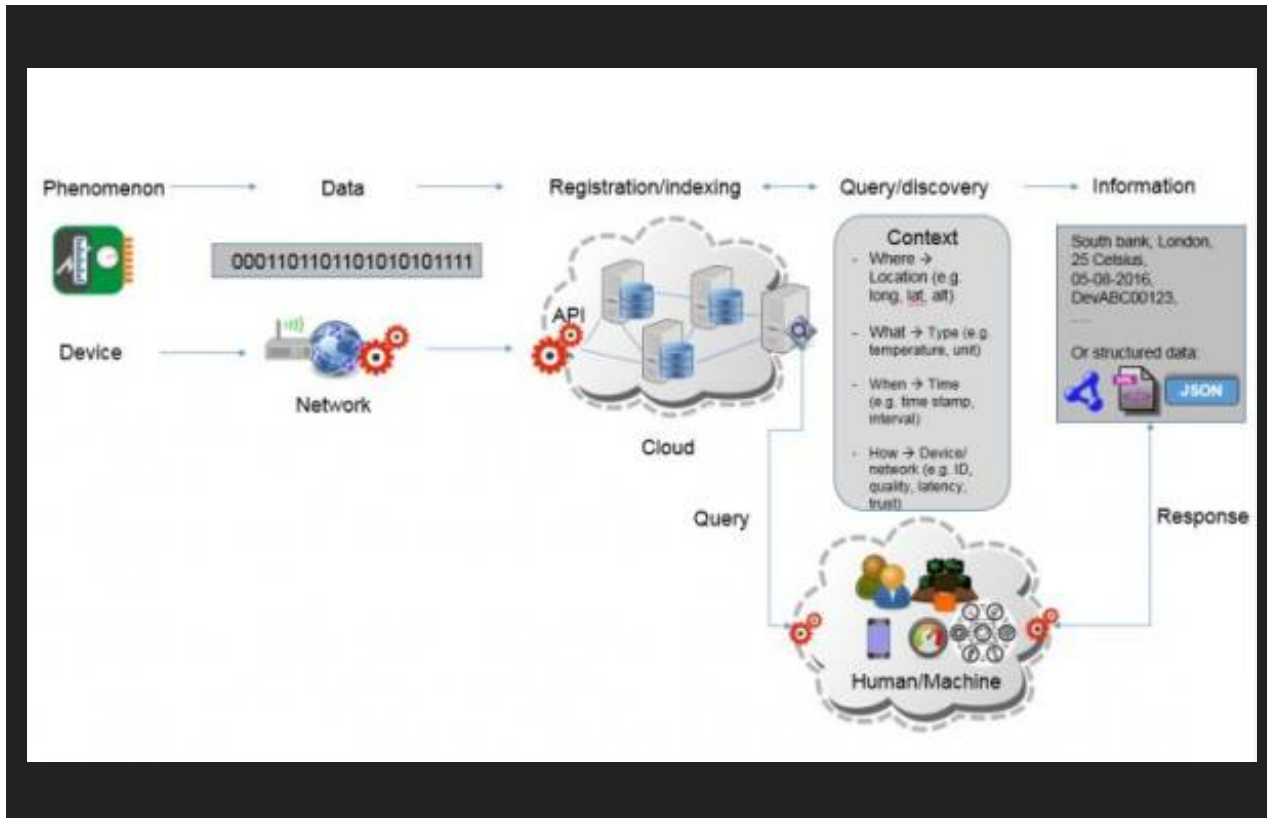 Phenomenon
Data
Registration/indexing
Query/discovery
Information
0001101101101010101111
Device
Network
API
Cloud
Context
- Where →
Location (e.g.
long, lat, alt)
- What → Type (e.g
temperature, unit)
- When → Time
(e.g. time stamp,
interval)
- How → Device/
network (e.g. ID,
quality, latency,
trust)
South bank, London,
25 Celsius,
05-08-2016,
DevABC00123,
.....
Or structured data:
JSON
Query
Response
Human/Machine